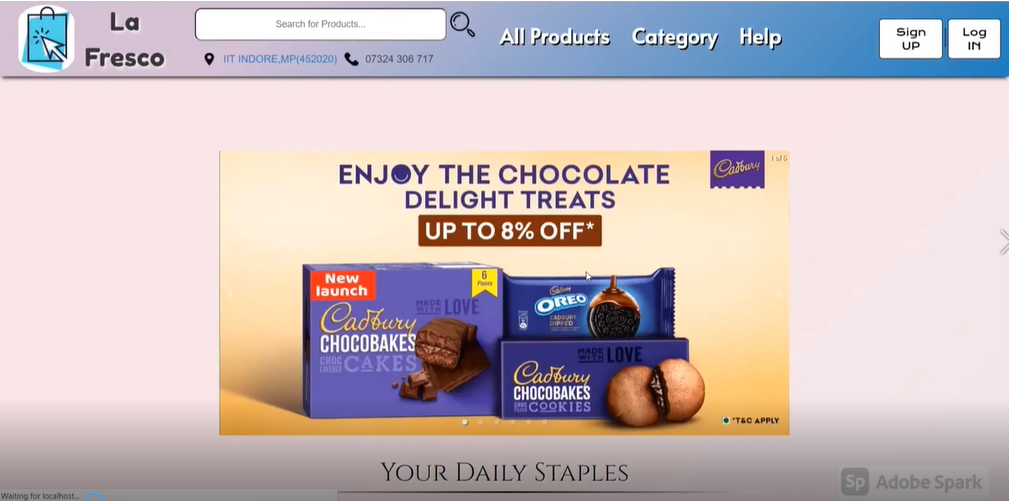 La
Fresco
Search for Products...
IIT INDORE,MP(452020) 07324 306 717
All Products Category Help
Sign
UP
Log
IN
ENJOY THE CHOCOLATE
DELIGHT TREATS
UP TO 8% OFF*
Cadbury
1 of 6
New
launch
6
Pieces
MADE
WITH LOVE
Cadbury
CHOCOBAKES
CHOC
LAYERED CAKES
Cadbury
OREO
CADBURY
DIPPED
MADE
WITH LOVE
Cadbury
CHOCOBAKES
COOKIES
*T&C APPLY
YOUR DAILY STAPLES
Sp Adobe Spark
Waiting for localhost...